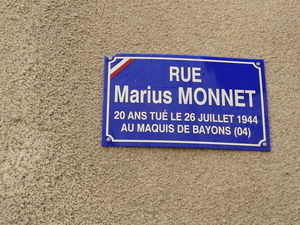 RUE
Marius MONNET
20 ANS TUÉ LE 26 JUILLET 1944
AU MAQUIS DE BAYONS (04)